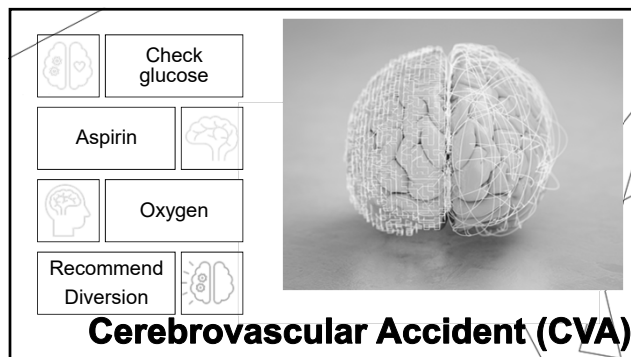 Check
glucose
Aspirin
Oxygen
Recommend
Diversion
Cerebrovascular Accident (CVA)